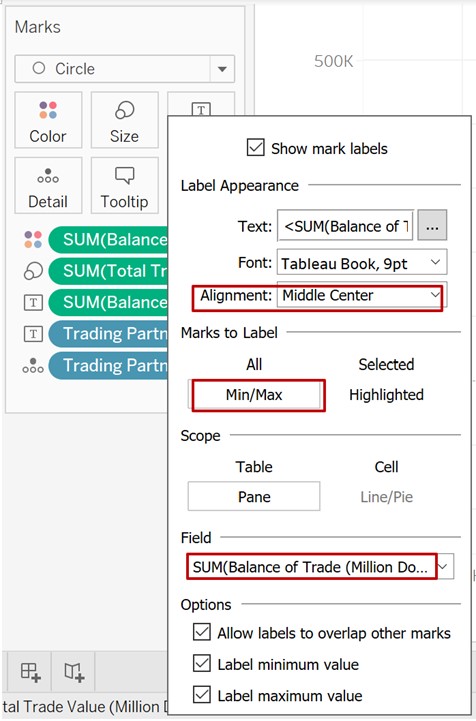 Marks
Circle
500K
T
Color
Size
Detail
Tooltip
SUM(Balance
SUM(Total Tr
T SUM(Balance
T Trading Partn
Trading Partn
Show mark labels
Label Appearance
Text: <SUM(Balance of T ...
Font: Tableau Book, 9pt
Alignment: Middle Center
Marks to Label
All Selected
Min/Max Highlighted
Scope
Table Cell
Pane Line/Pie
Field
SUM(Balance of Trade (Million Do...
Options
Allow labels to overlap other marks
Label minimum value
Label maximum value
tal Trade Value (Million D